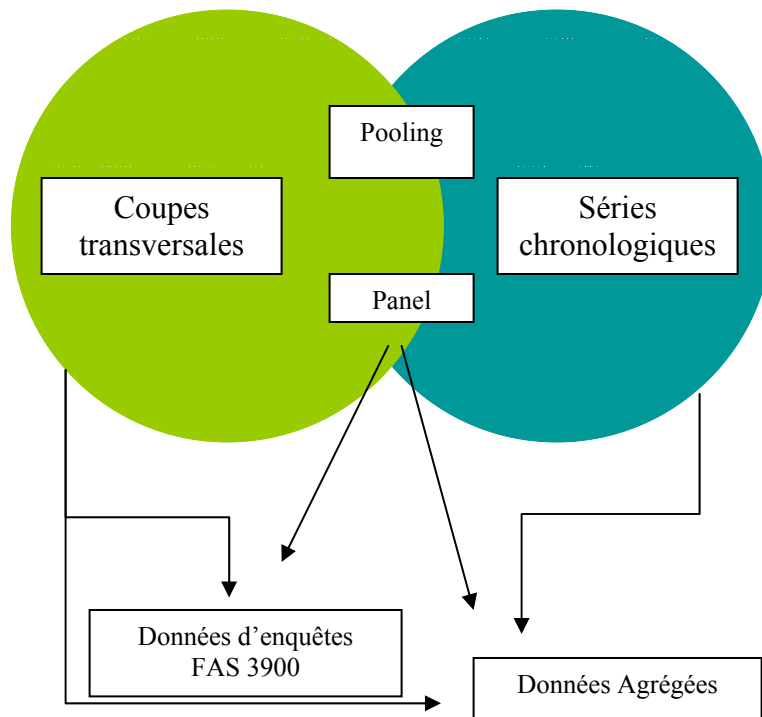 Pooling
Coupes
transversales
Séries
chronologiques
Panel
Données d’enquêtes
FAS 3900
Données Agrégées